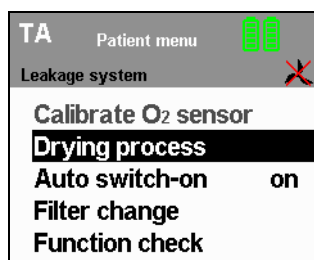 TA Patient menu
Leakage system
Calibrate O₂ sensor
Drying process
Auto switch-on on
Filter change
Function check